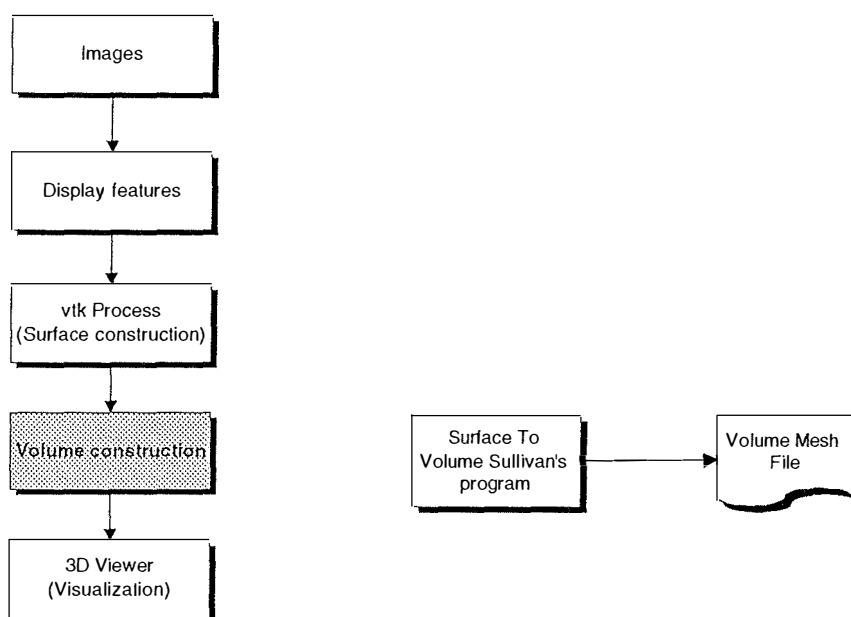 Images
Display features
vtk Process
(Surface construction)
Volume construction
3D Viewer
(Visualization)
Surface To
Volume Sullivan's
program
Volume Mesh
File